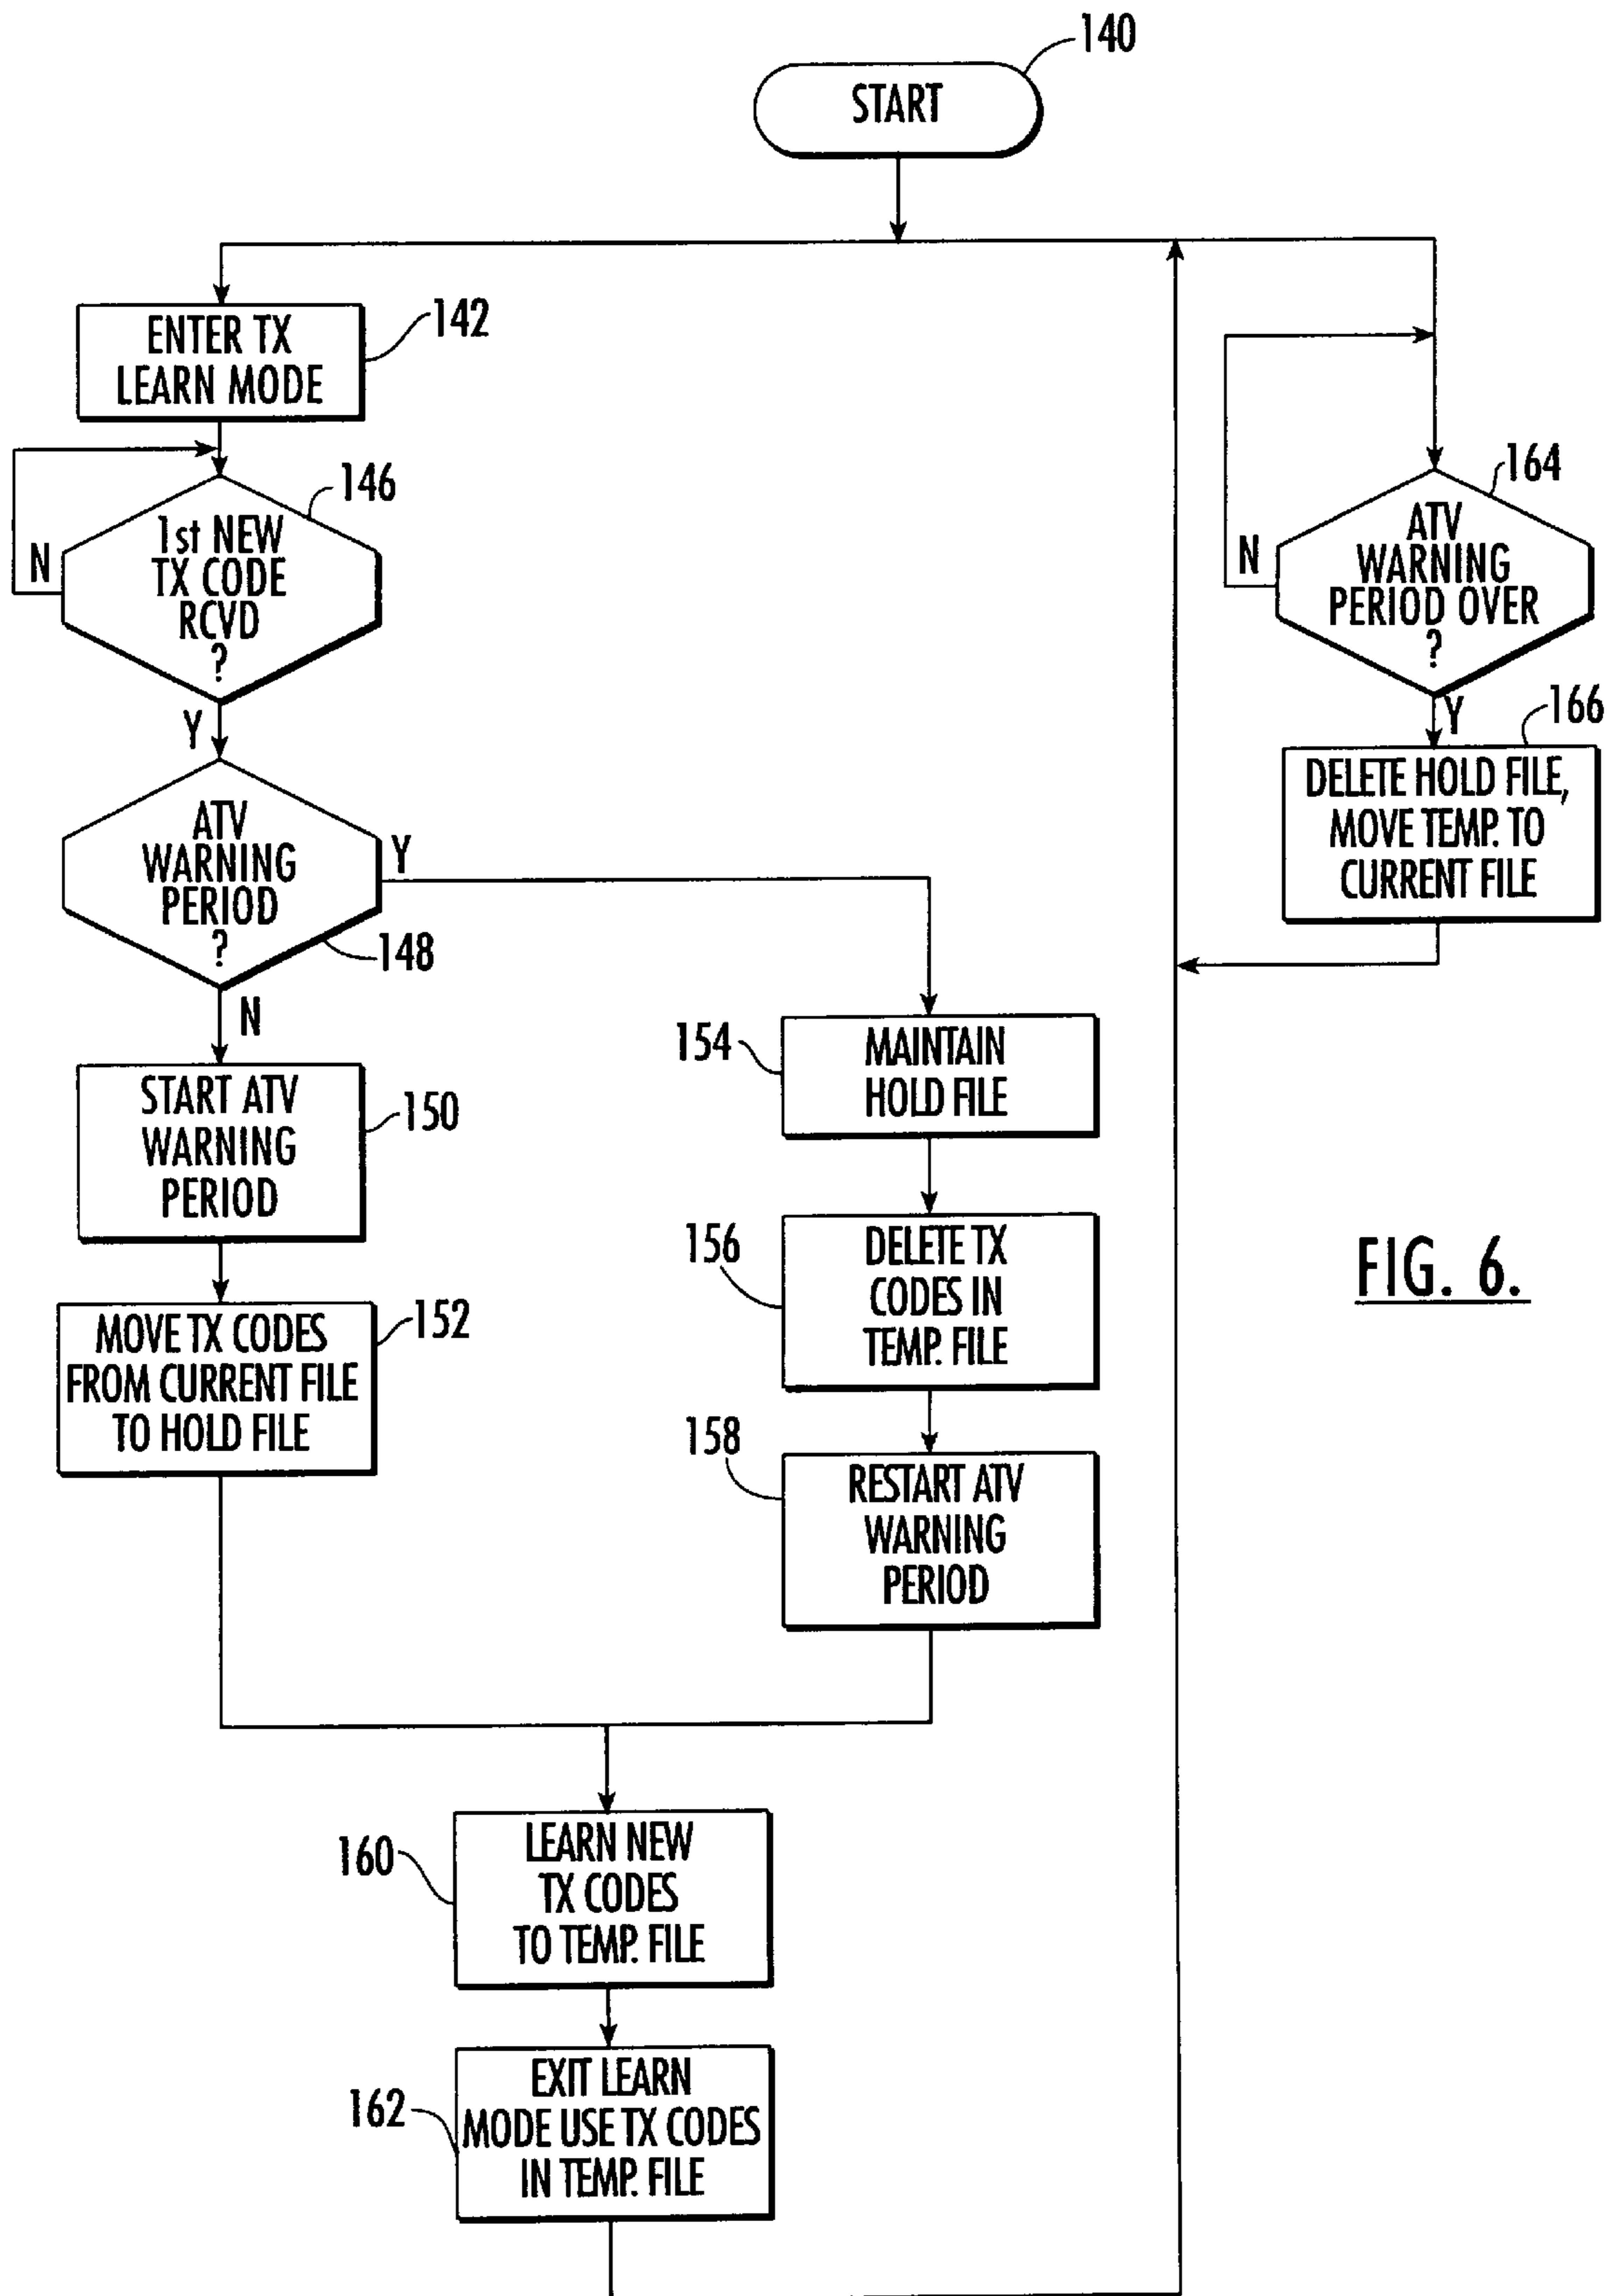 140
START
ENTER TX
LEARN MODE
142
146
1st NEW
TX CODE
RCVD
?
N
Y
164
ATV
WARNING
PERIOD OVER
?
N
Y
166
DELETE HOLD FILE,
MOVE TEMP. TO
CURRENT FILE
ATV
WARNING
PERIOD
?
Y
148
N
START ATV
WARNING
PERIOD
150
154
MAINTAIN
HOLD FILE
156
DELETE TX
CODES IN
TEMP. FILE
FIG. 6.
MOVE TX CODES
FROM CURRENT FILE
TO HOLD FILE
152
158
RESTART ATV
WARNING
PERIOD
160
LEARN NEW
TX CODES
TO TEMP. FILE
162
EXIT LEARN
MODE USE TX CODES
IN TEMP. FILE